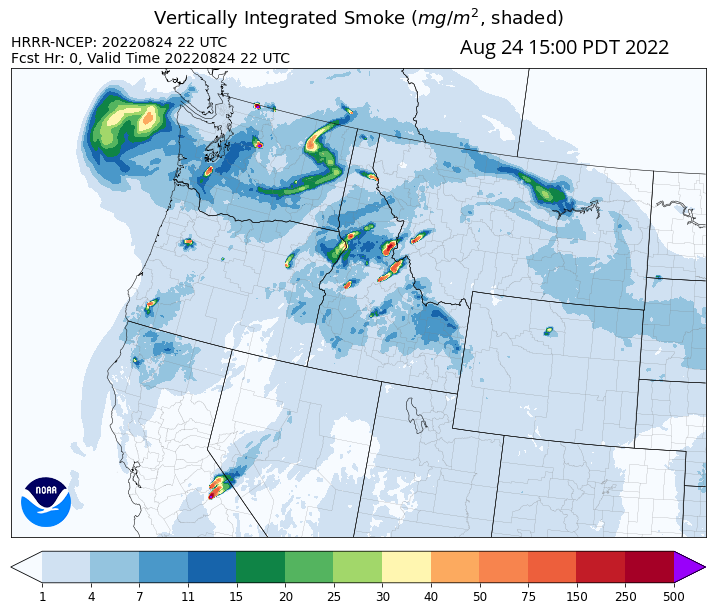 Vertically Integrated Smoke (mg/m², shaded)
HRRR-NCEP: 20220824 22 UTC
Fcst Hr: 0, Valid Time 20220824 22 UTC
Aug 24 15:00 PDT 2022
NOAA
1 4 7 11 15 20 25 30 40 50 75 150 250 500